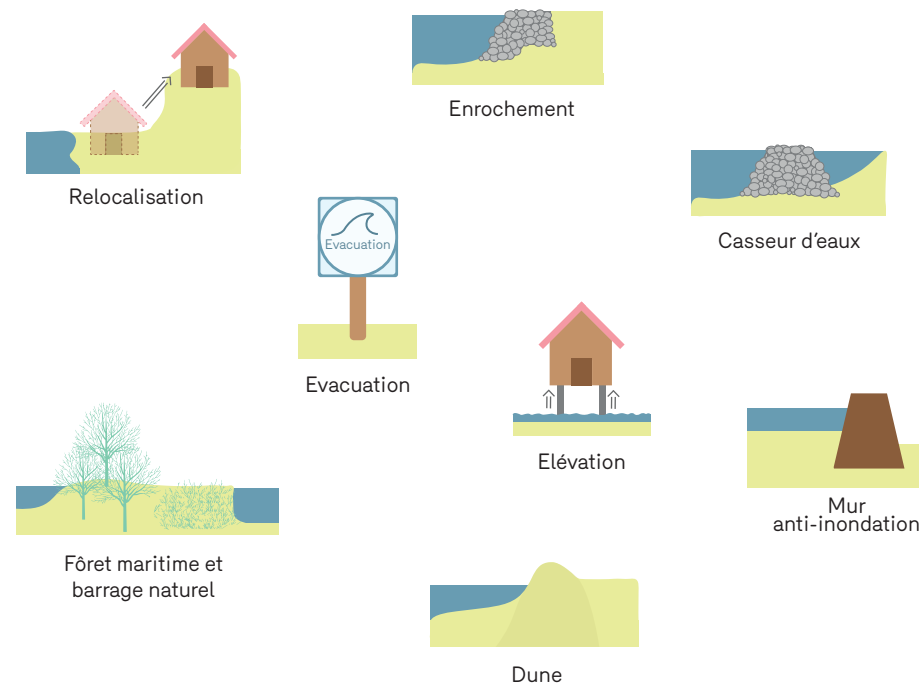 Enrochement
Relocalisation
Casseur d'eaux
Evacuation
Evacuation
Elévation
Mur
anti-inondation
Fôret maritime et
barrage naturel
Dune